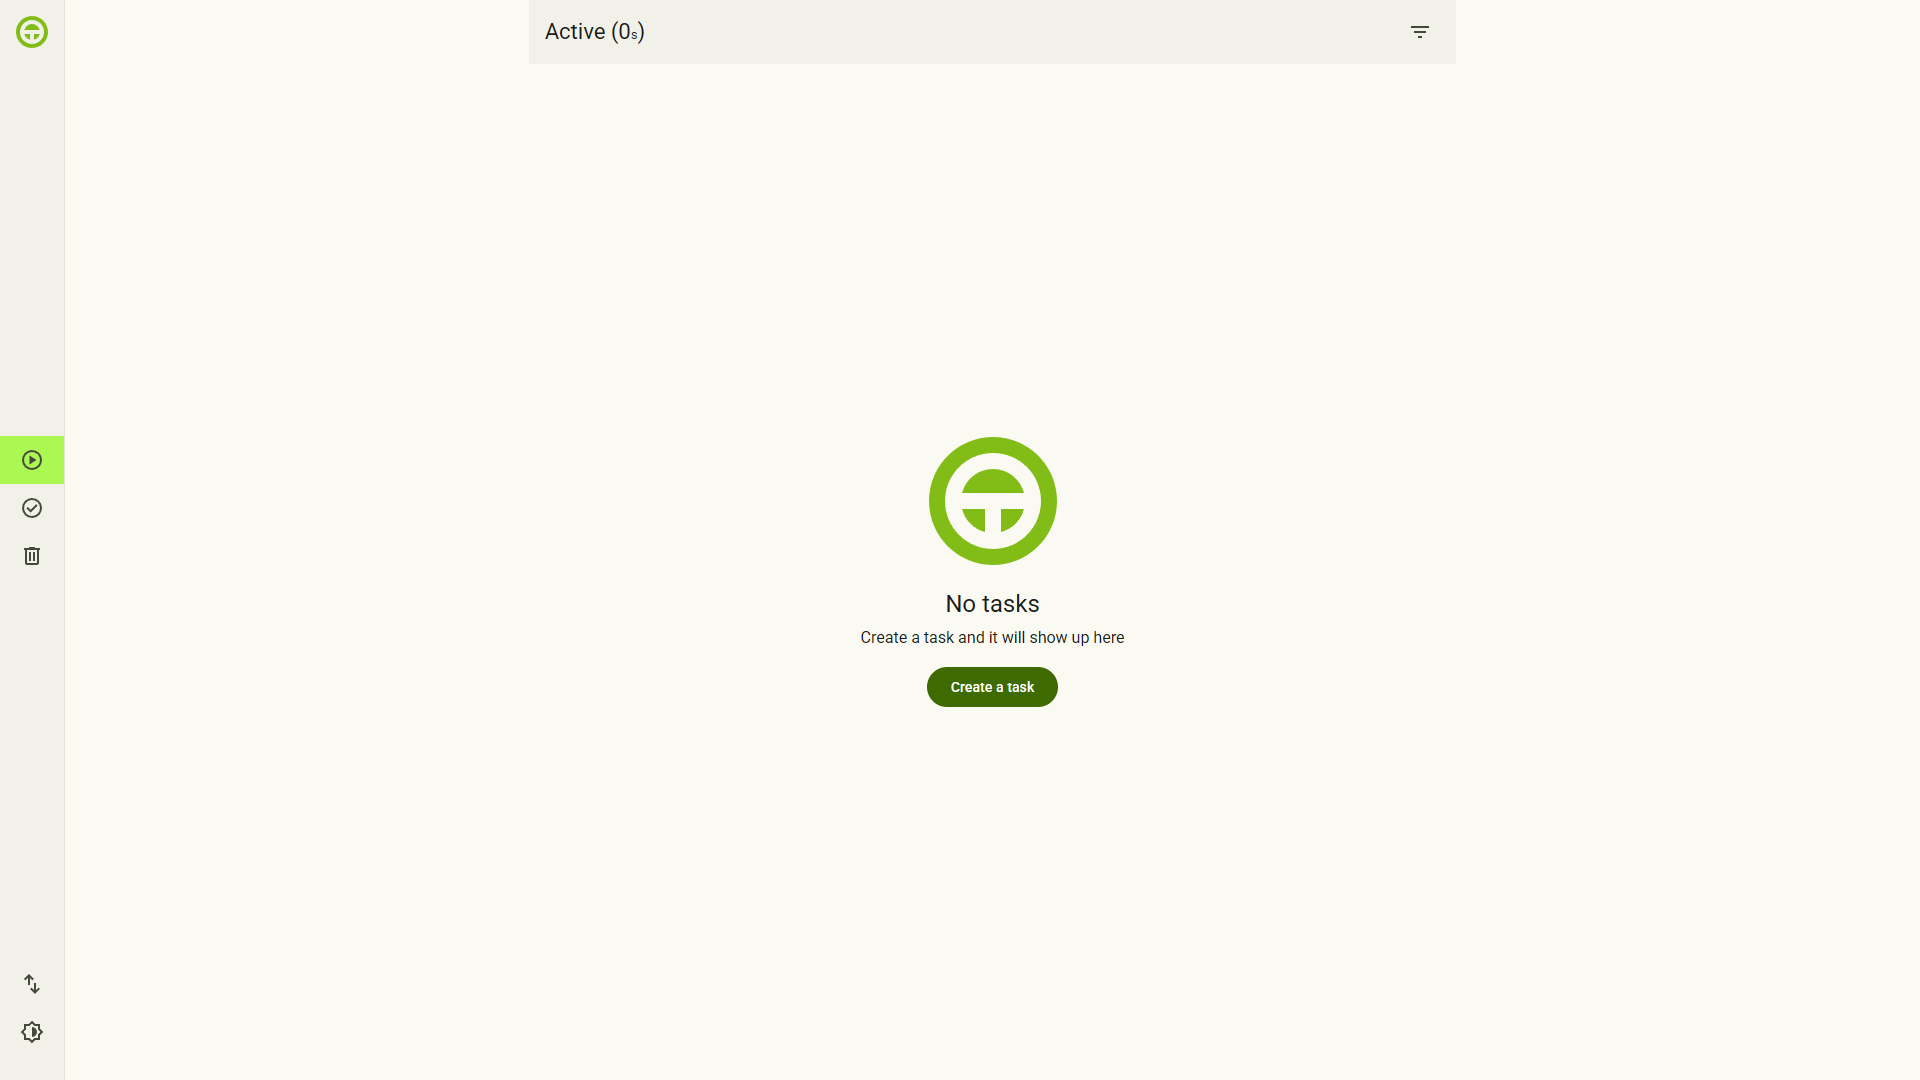 Active (0s)
No tasks
Create a task and it will show up here
Create a task